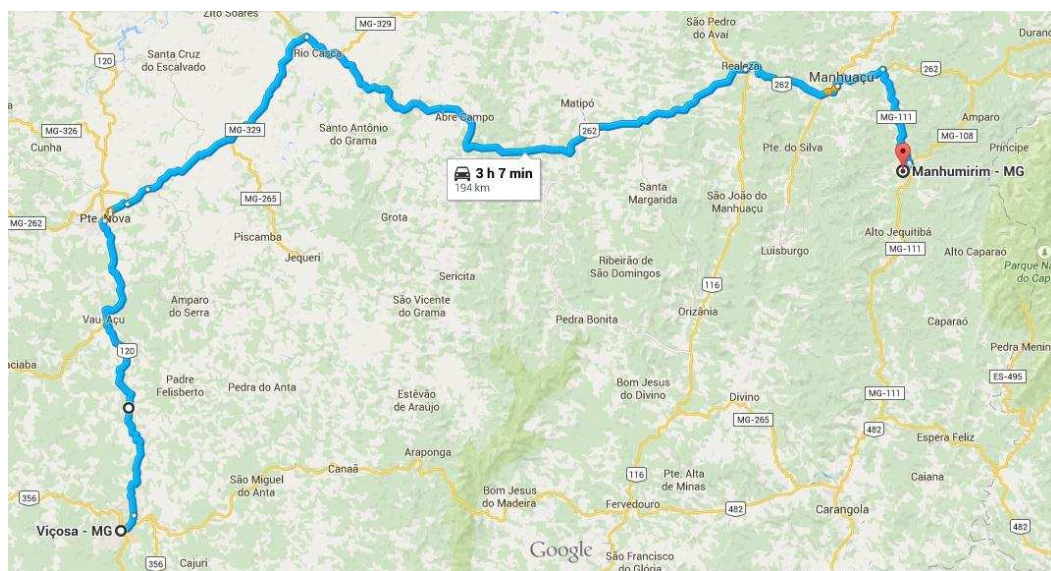 Zito Soares
MG-329
São Pedro
do Avaí
Durand
120
Santa Cruz
do Escalvado
Rio Casca
Realeza
262
Manhuaçu
262
MG-326
Cunha
MG-329
Santo Antônio
do Grama
Abre Campo
Matipó
262
MG-111
Amparo
MG-108
Príncipe
Pte. do Silva
3 h 7 min
194 km
Manhumirim - MG
MG-262
Pte. Nova
MG-265
Piscamba
Jequeri
Grota
Santa
Margarida
São João do
Manhuaçu
Alto Jequitibá
MG-111
Luisburgo
Alto Caparaó
Parque Na
do Cap
Sericita
Ribeirão de
São Domingos
116
Amparo
do Serra
São Vicente
do Grama
Pedra Bonita
Orizânia
Caparaó
Vau-Açu
120
Pedra Menin
aciaba
Padre
Felisberto
Pedra do Anta
Estêvão
de Araújo
Bom Jesus
do Divino
Divino
MG-265
MG-111
ES-495
482
Espera Feliz
Araponga
Canaã
São Miguel
do Anta
356
Bom Jesus
do Madeira
116
Pte. Alta
de Minas
Caiana
Fervedouro
482
Carangola
482
Viçosa - MG
356
Cajuri
Google
São Francisco
do Glória